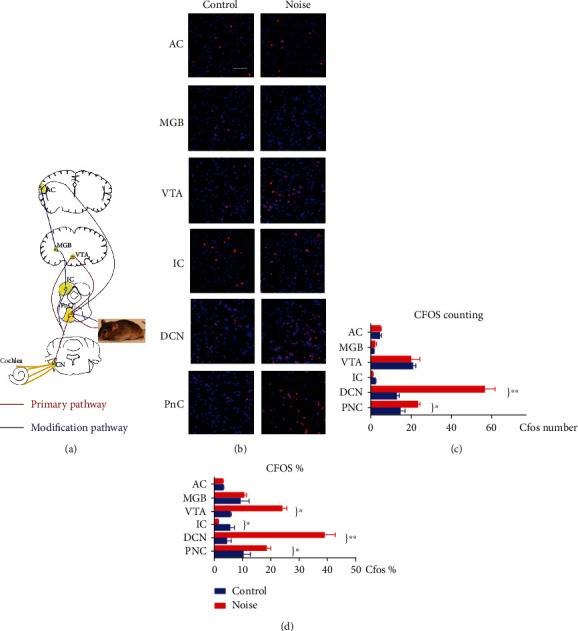 Control Noise
AC
MGB
VTA
IC
DCN
PnC
AC
MGB
VTA
IC
CN
Cochlea
Primary pathway
Modification pathway
(a)
(b)
CFOS counting
AC
MGB
VTA
IC
DCN
PNC
}**
}*
0 20 40 60 Cfos number
(c)
CFOS %
AC
MGB
VTA
IC
DCN
PNC
}*
}*
}**
}*
0 10 20 30 40 50 Cfos %
Control
Noise
(d)